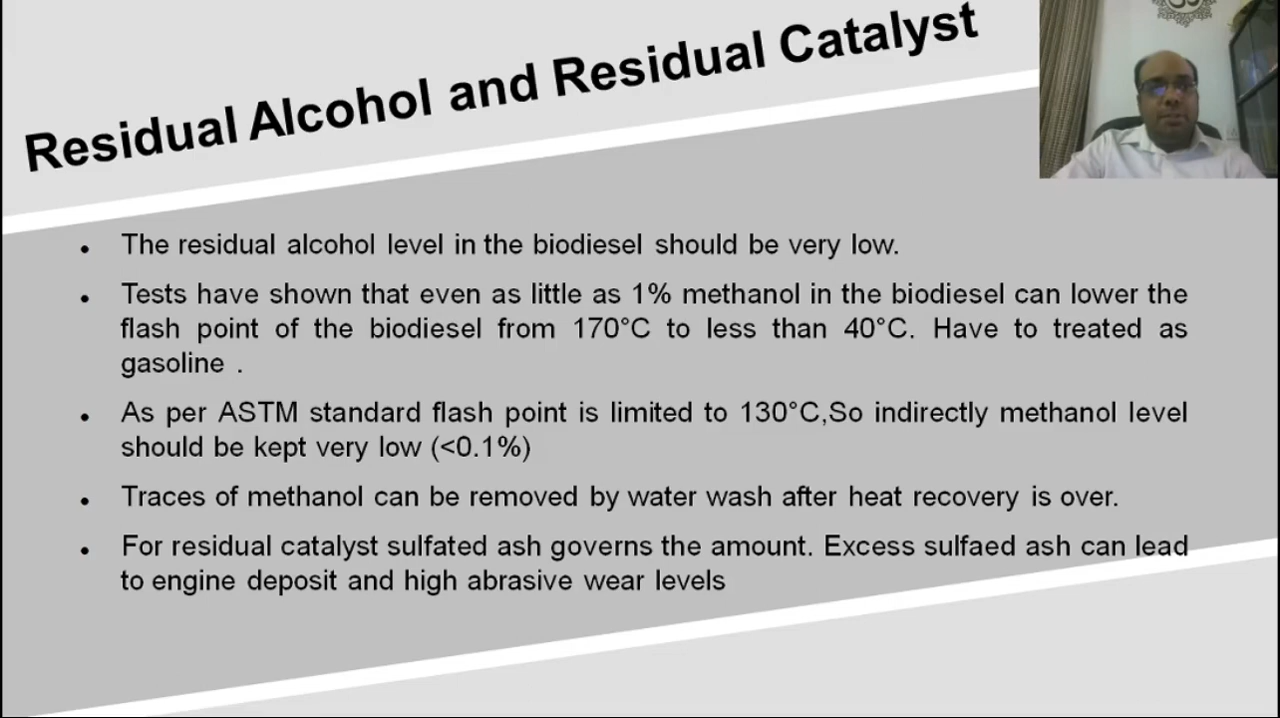 Residual Alcohol and Residual Catalyst
• The residual alcohol level in the biodiesel should be very low.
• Tests have shown that even as little as 1% methanol in the biodiesel can lower the
flash point of the biodiesel from 170°C to less than 40°C. Have to treated as
gasoline .
• As per ASTM standard flash point is limited to 130°C,So indirectly methanol level
should be kept very low (<0.1%)
• Traces of methanol can be removed by water wash after heat recovery is over.
• For residual catalyst sulfated ash governs the amount. Excess sulfaed ash can lead
to engine deposit and high abrasive wear levels